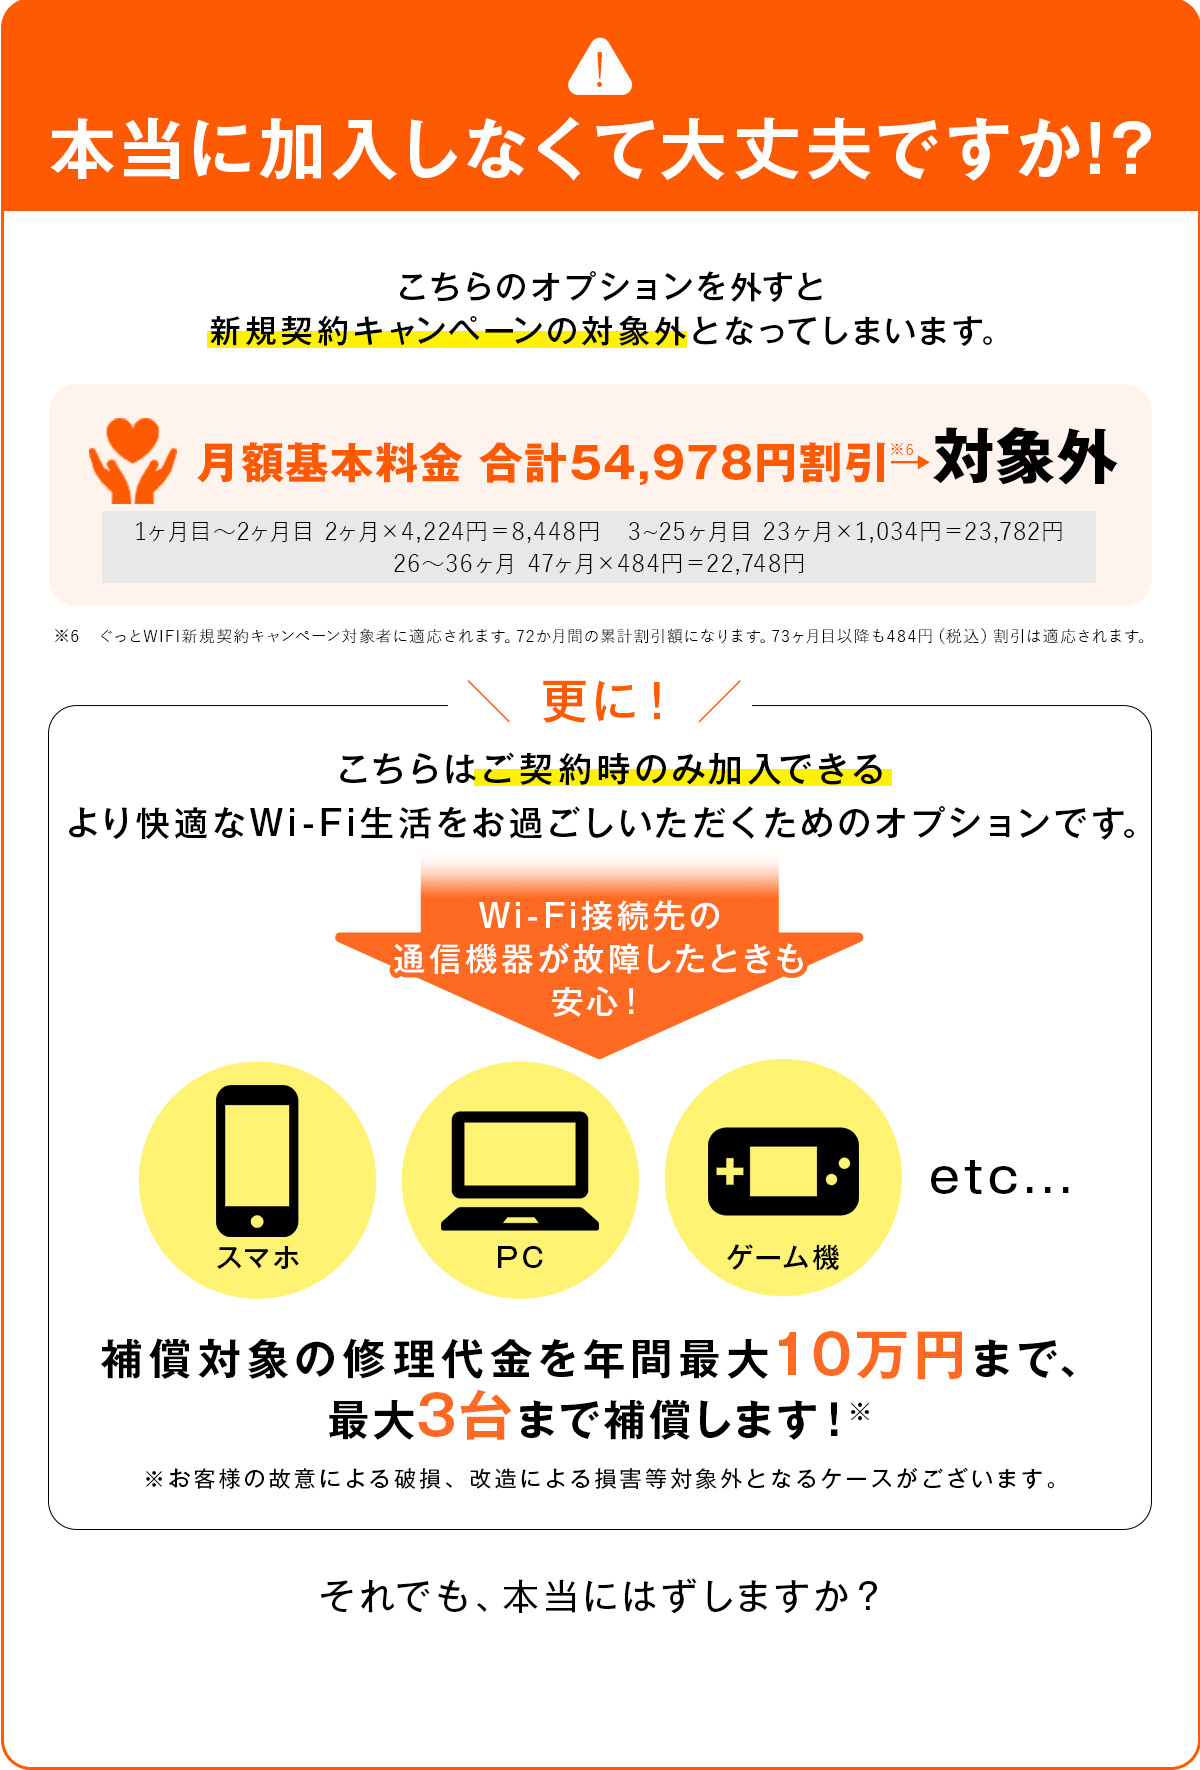 本当に加入しなくて大丈夫ですか!?
こちらのオプションを外すと
新規契約キャンペーンの対象外となってしまいます。
月額基本料金 合計54,978円割引※6→対象外
1ヶ月目〜2ヶ月目 2ヶ月×4,224円＝8,448円　3~25ヶ月目 23ヶ月×1,034円＝23,782円
26〜36ヶ月 47ヶ月×484円＝22,748円
※6　ぐっとWIFI新規契約キャンペーン対象者に適応されます。72か月間の累計割引額になります。73ヶ月目以降も484円（税込）割引は適応されます。
＼ 更に！ ／
こちらはご契約時のみ加入できる
より快適なWi-Fi生活をお過ごしいただくためのオプションです。
Wi-Fi接続先の
通信機器が故障したときも
安心！
スマホ
PC
ゲーム機
etc...
補償対象の修理代金を年間最大10万円まで、
最大3台まで補償します！※
※お客様の故意による破損、改造による損害等対象外となるケースがございます。
それでも、本当にはずしますか？